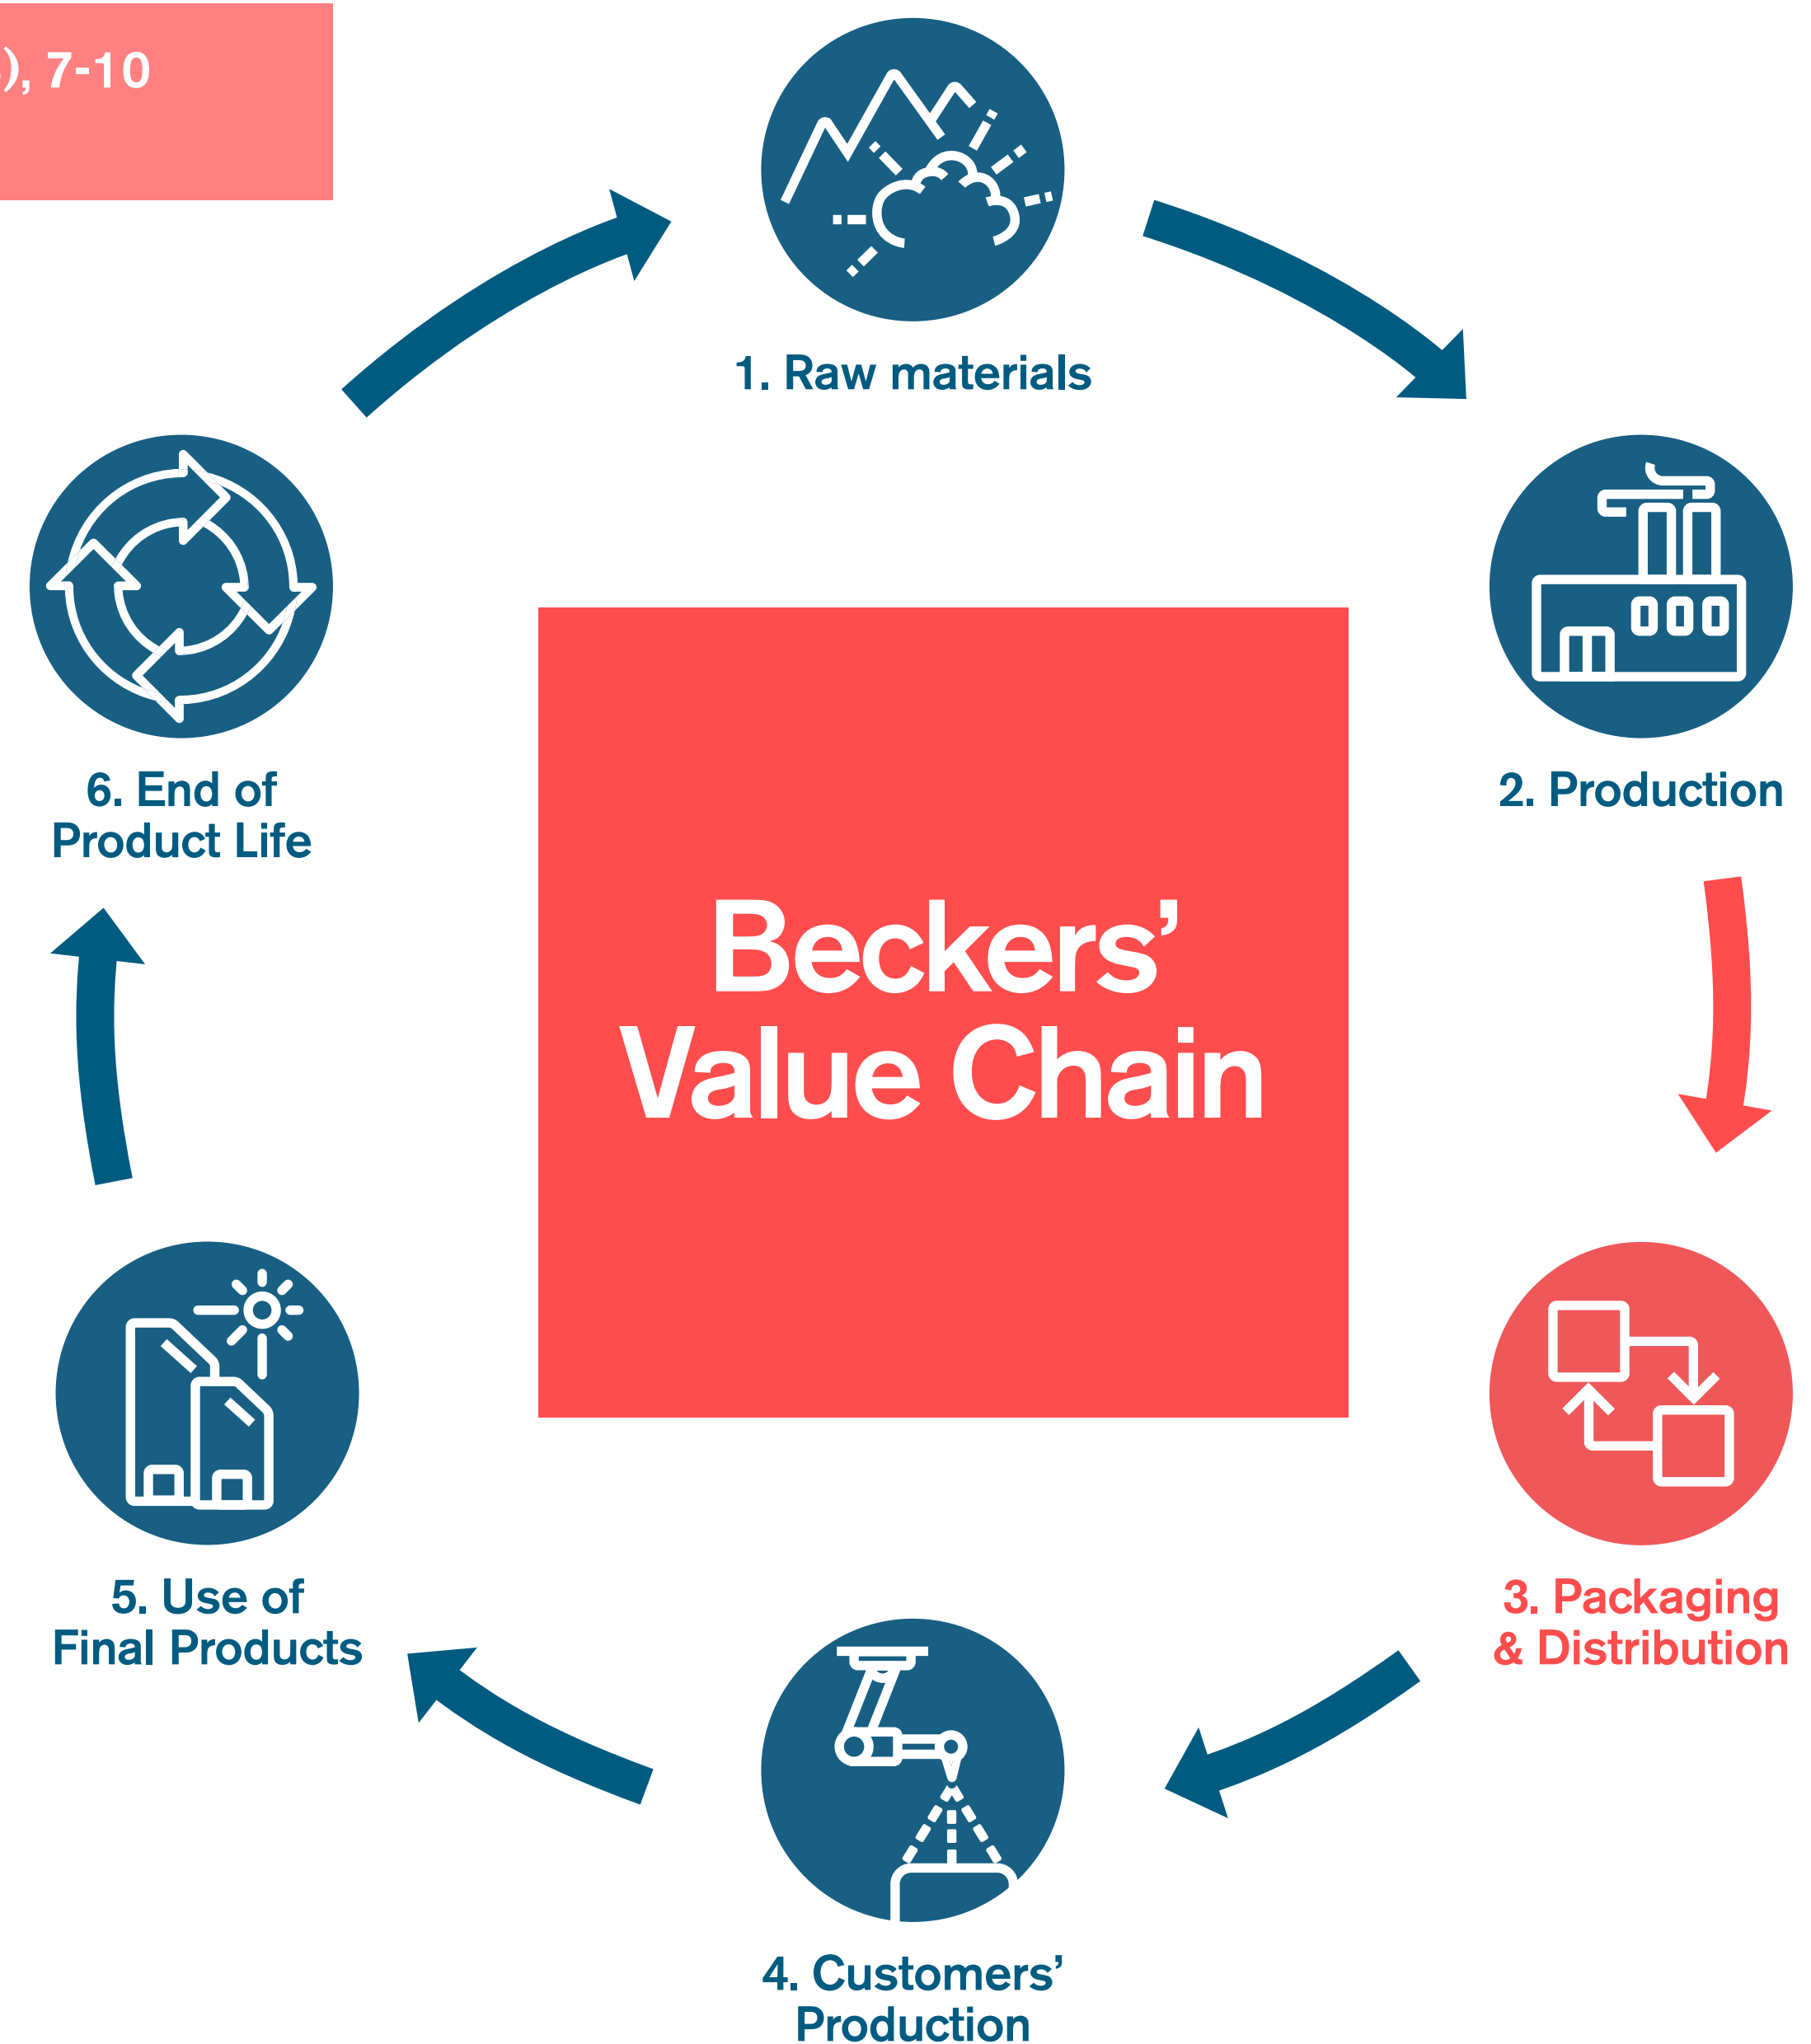 ), 7-10
1. Raw materials
2. Production
6. End of
Product Life
Beckers’
Value Chain
3. Packaging
& Distribution
5. Use of
Final Products
4. Customers’
Production